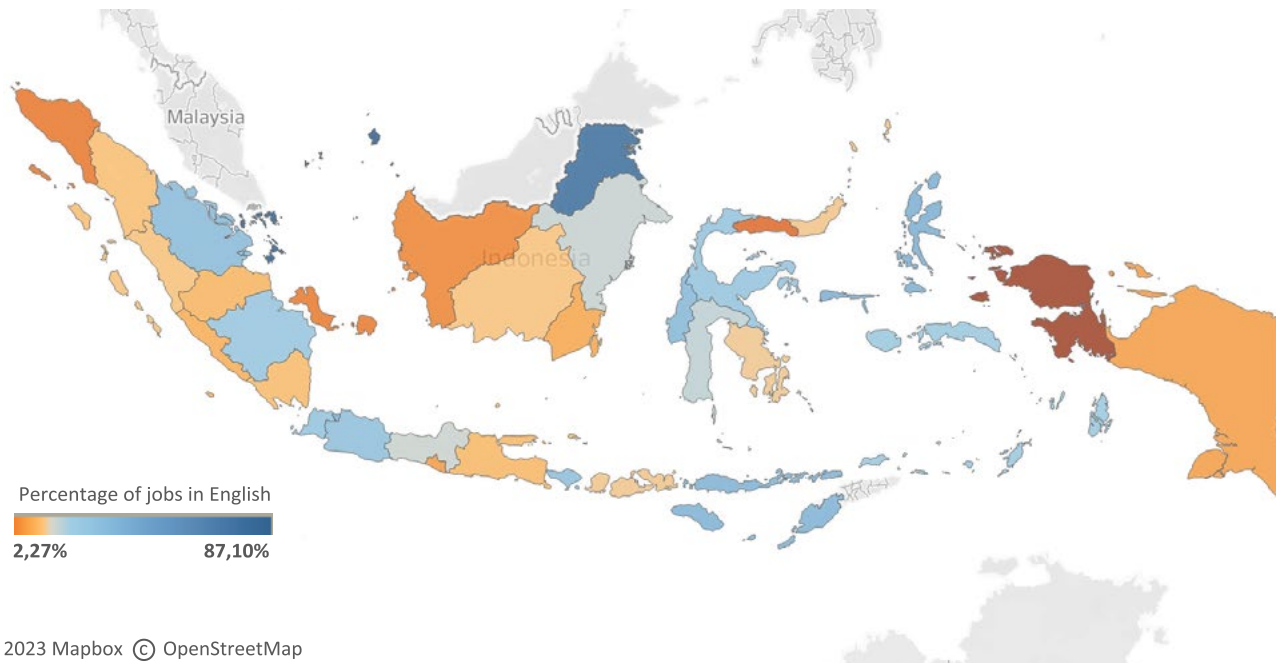 Malaysia
Indonesia
Percentage of jobs in English
2,27% 87,10%
2023 Mapbox © OpenStreetMap